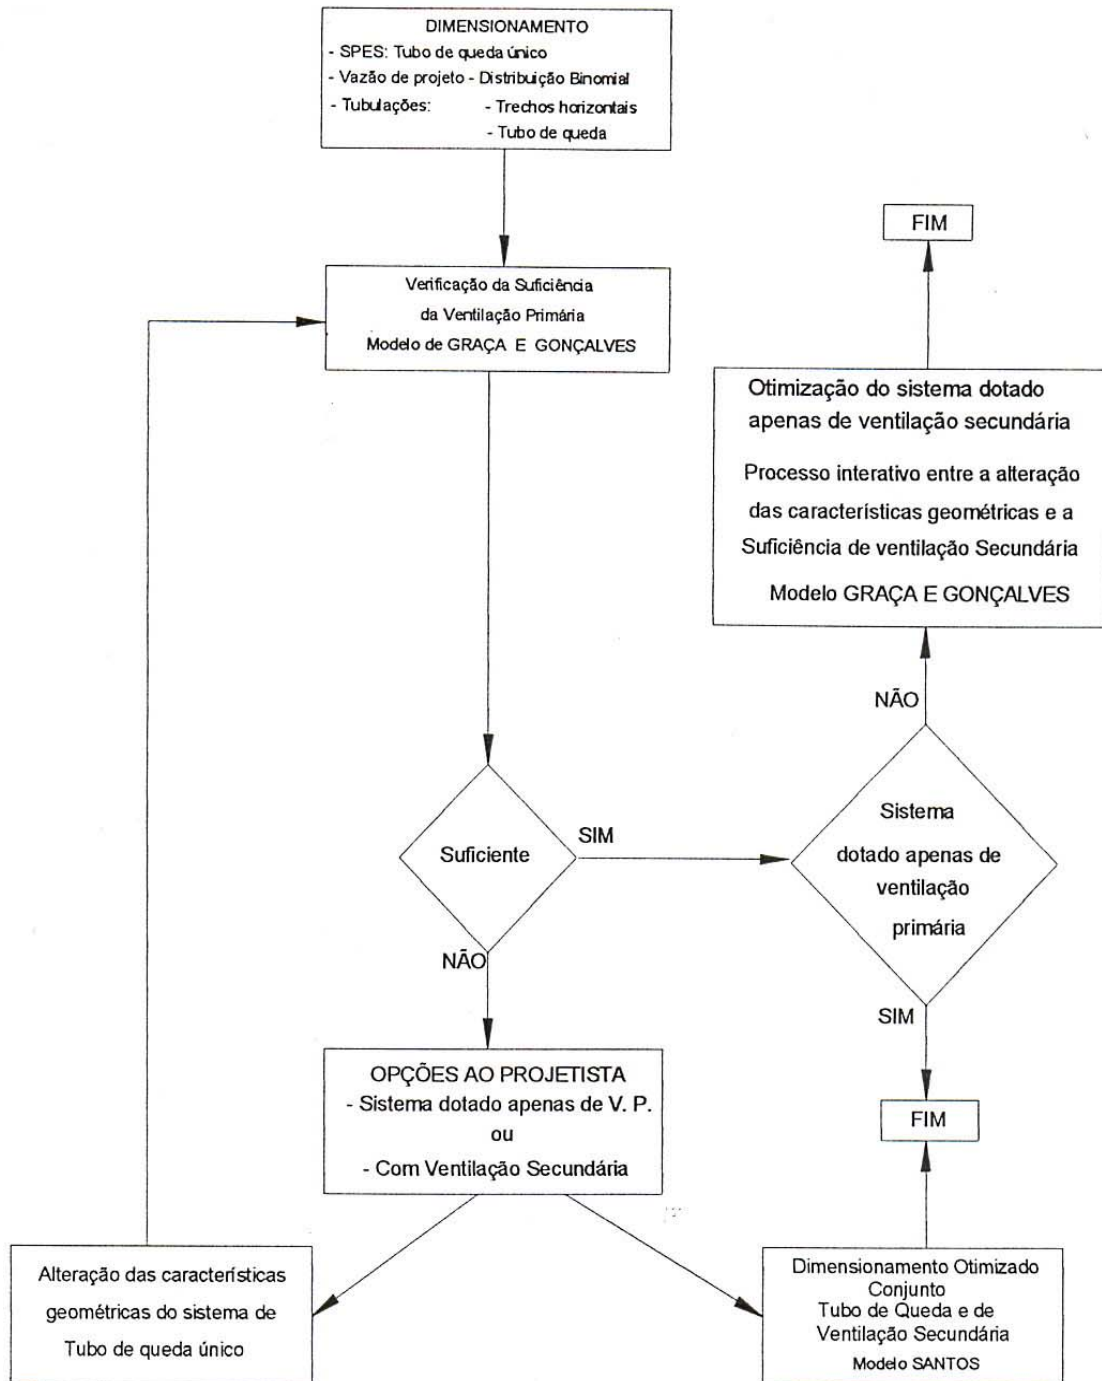 DIMENSIONAMENTO
- SPES: Tubo de queda único
- Vazão de projeto - Distribuição Binomial
- Tubulações: - Trechos horizontais
- Tubo de queda
Verificação da Suficiência
da Ventilação Primária
Modelo de GRAÇA E GONÇALVES
FIM
Otimização do sistema dotado
apenas de ventilação secundária
Processo interativo entre a alteração
das característícas geométricas e a
Suficiência de ventilação Secundária
Modelo GRAÇA E GONÇALVES
NÃO
Suficiente
SIM
Sistema
dotado apenas de
ventilação
primária
NÃO
SIM
OPÇÕES AO PROJETISTA
- Sistema dotado apenas de V. P.
ou
- Com Ventilação Secundária
FIM
Alteração das característícas
geométricas do sistema de
Tubo de queda único
Dimensionamento Otimizado
Conjunto
Tubo de Queda e de
Ventilação Secundária
Modelo SANTOS